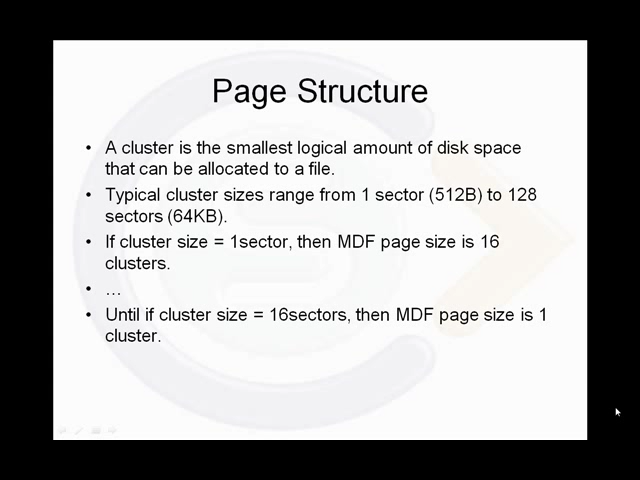 Page Structure
• A cluster is the smallest logical amount of disk space
that can be allocated to a file.
• Typical cluster sizes range from 1 sector (512B) to 128
sectors (64KB).
• If cluster size = 1sector, then MDF page size is 16
clusters.
• …
• Until if cluster size = 16sectors, then MDF page size is 1
cluster.